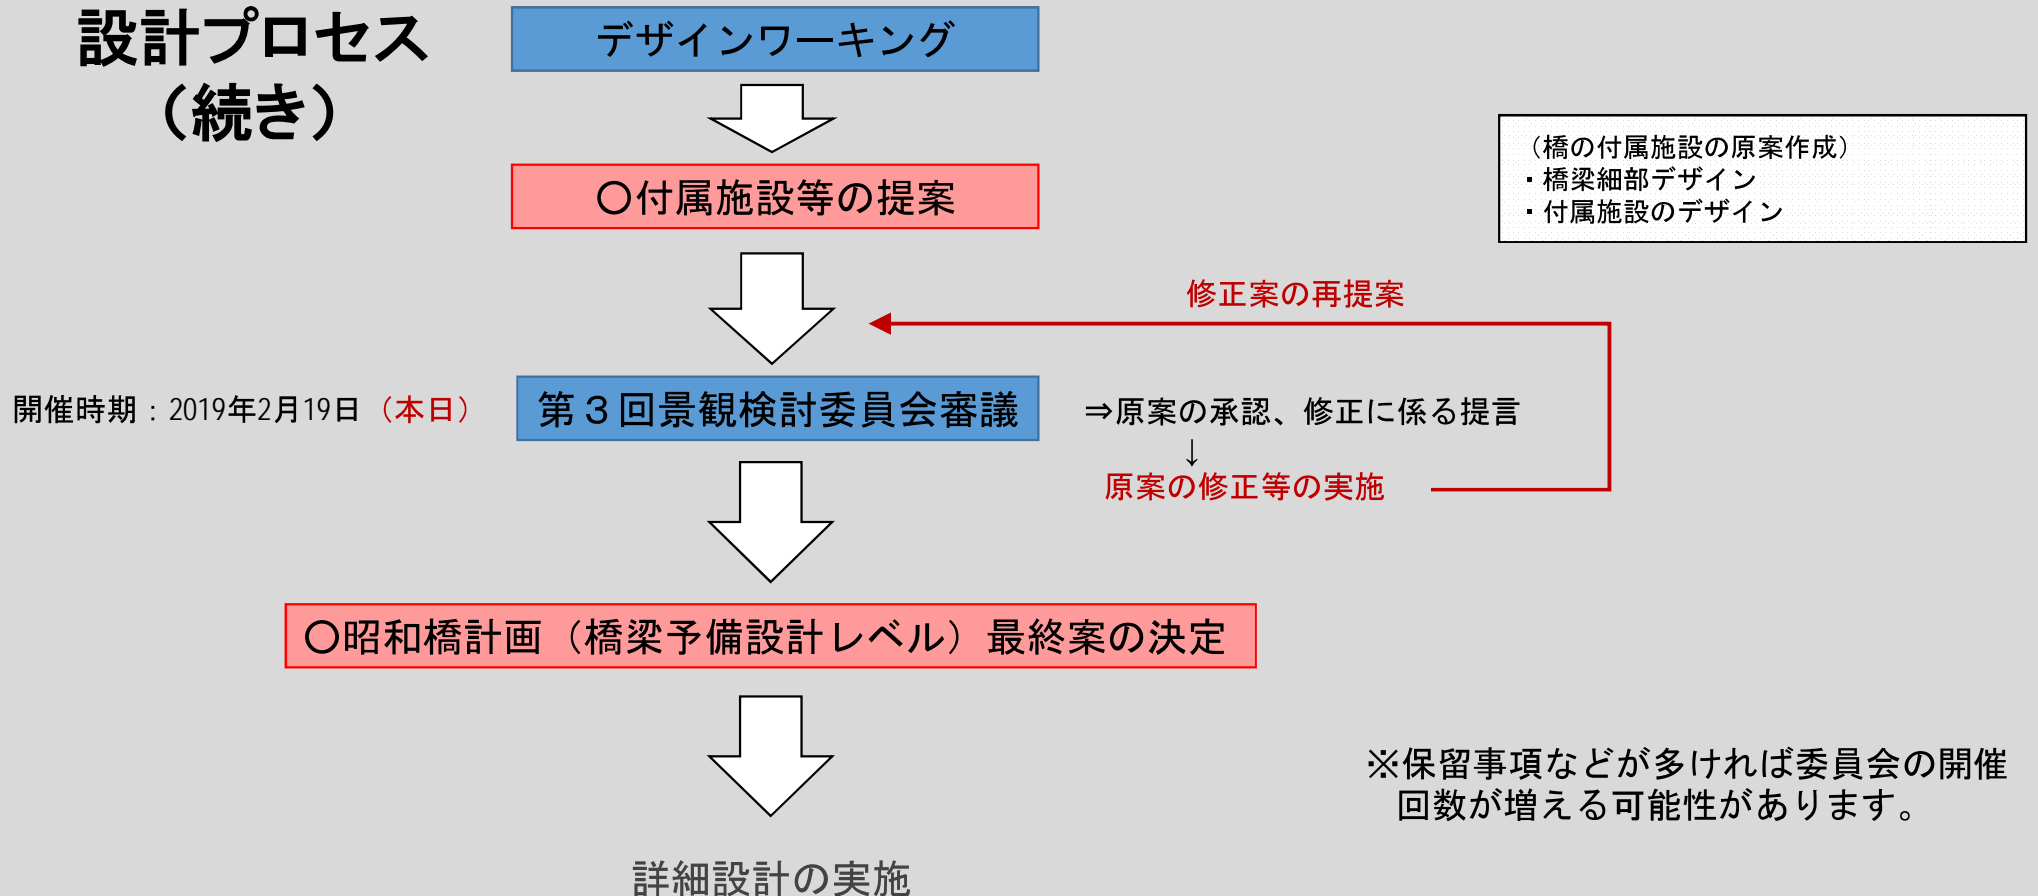 設計プロセス
（続き）
デザインワーキング
〇付属施設等の提案
（橋の付属施設の原案作成）
・橋梁細部デザイン
・付属施設のデザイン
修正案の再提案
開催時期：2019年2月19日（本日）
第３回景観検討委員会審議
⇒原案の承認、修正に係る提言
↓
原案の修正等の実施
〇昭和橋計画（橋梁予備設計レベル）最終案の決定
※保留事項などが多ければ委員会の開催
回数が増える可能性があります。
詳細設計の実施